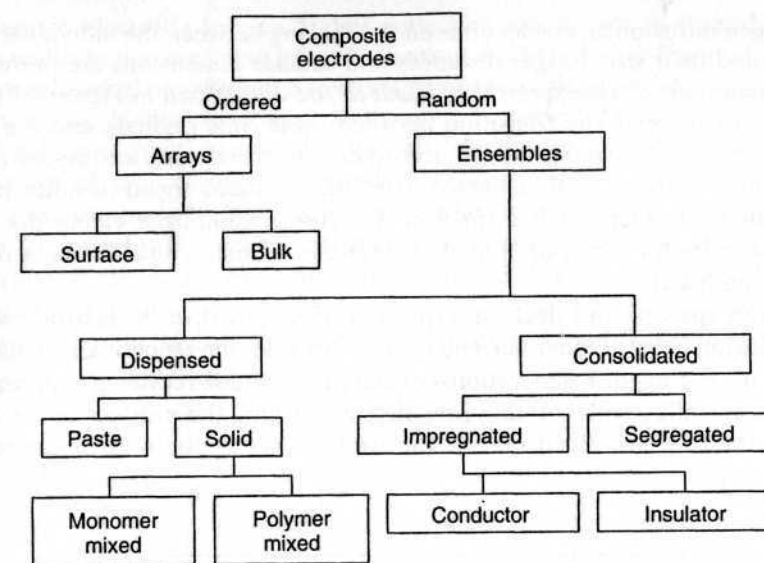 Composite
electrodes
Ordered
Random
Arrays
Ensembles
Surface
Bulk
Dispensed
Consolidated
Paste
Solid
Impregnated
Segregated
Monomer
mixed
Polymer
mixed
Conductor
Insulator